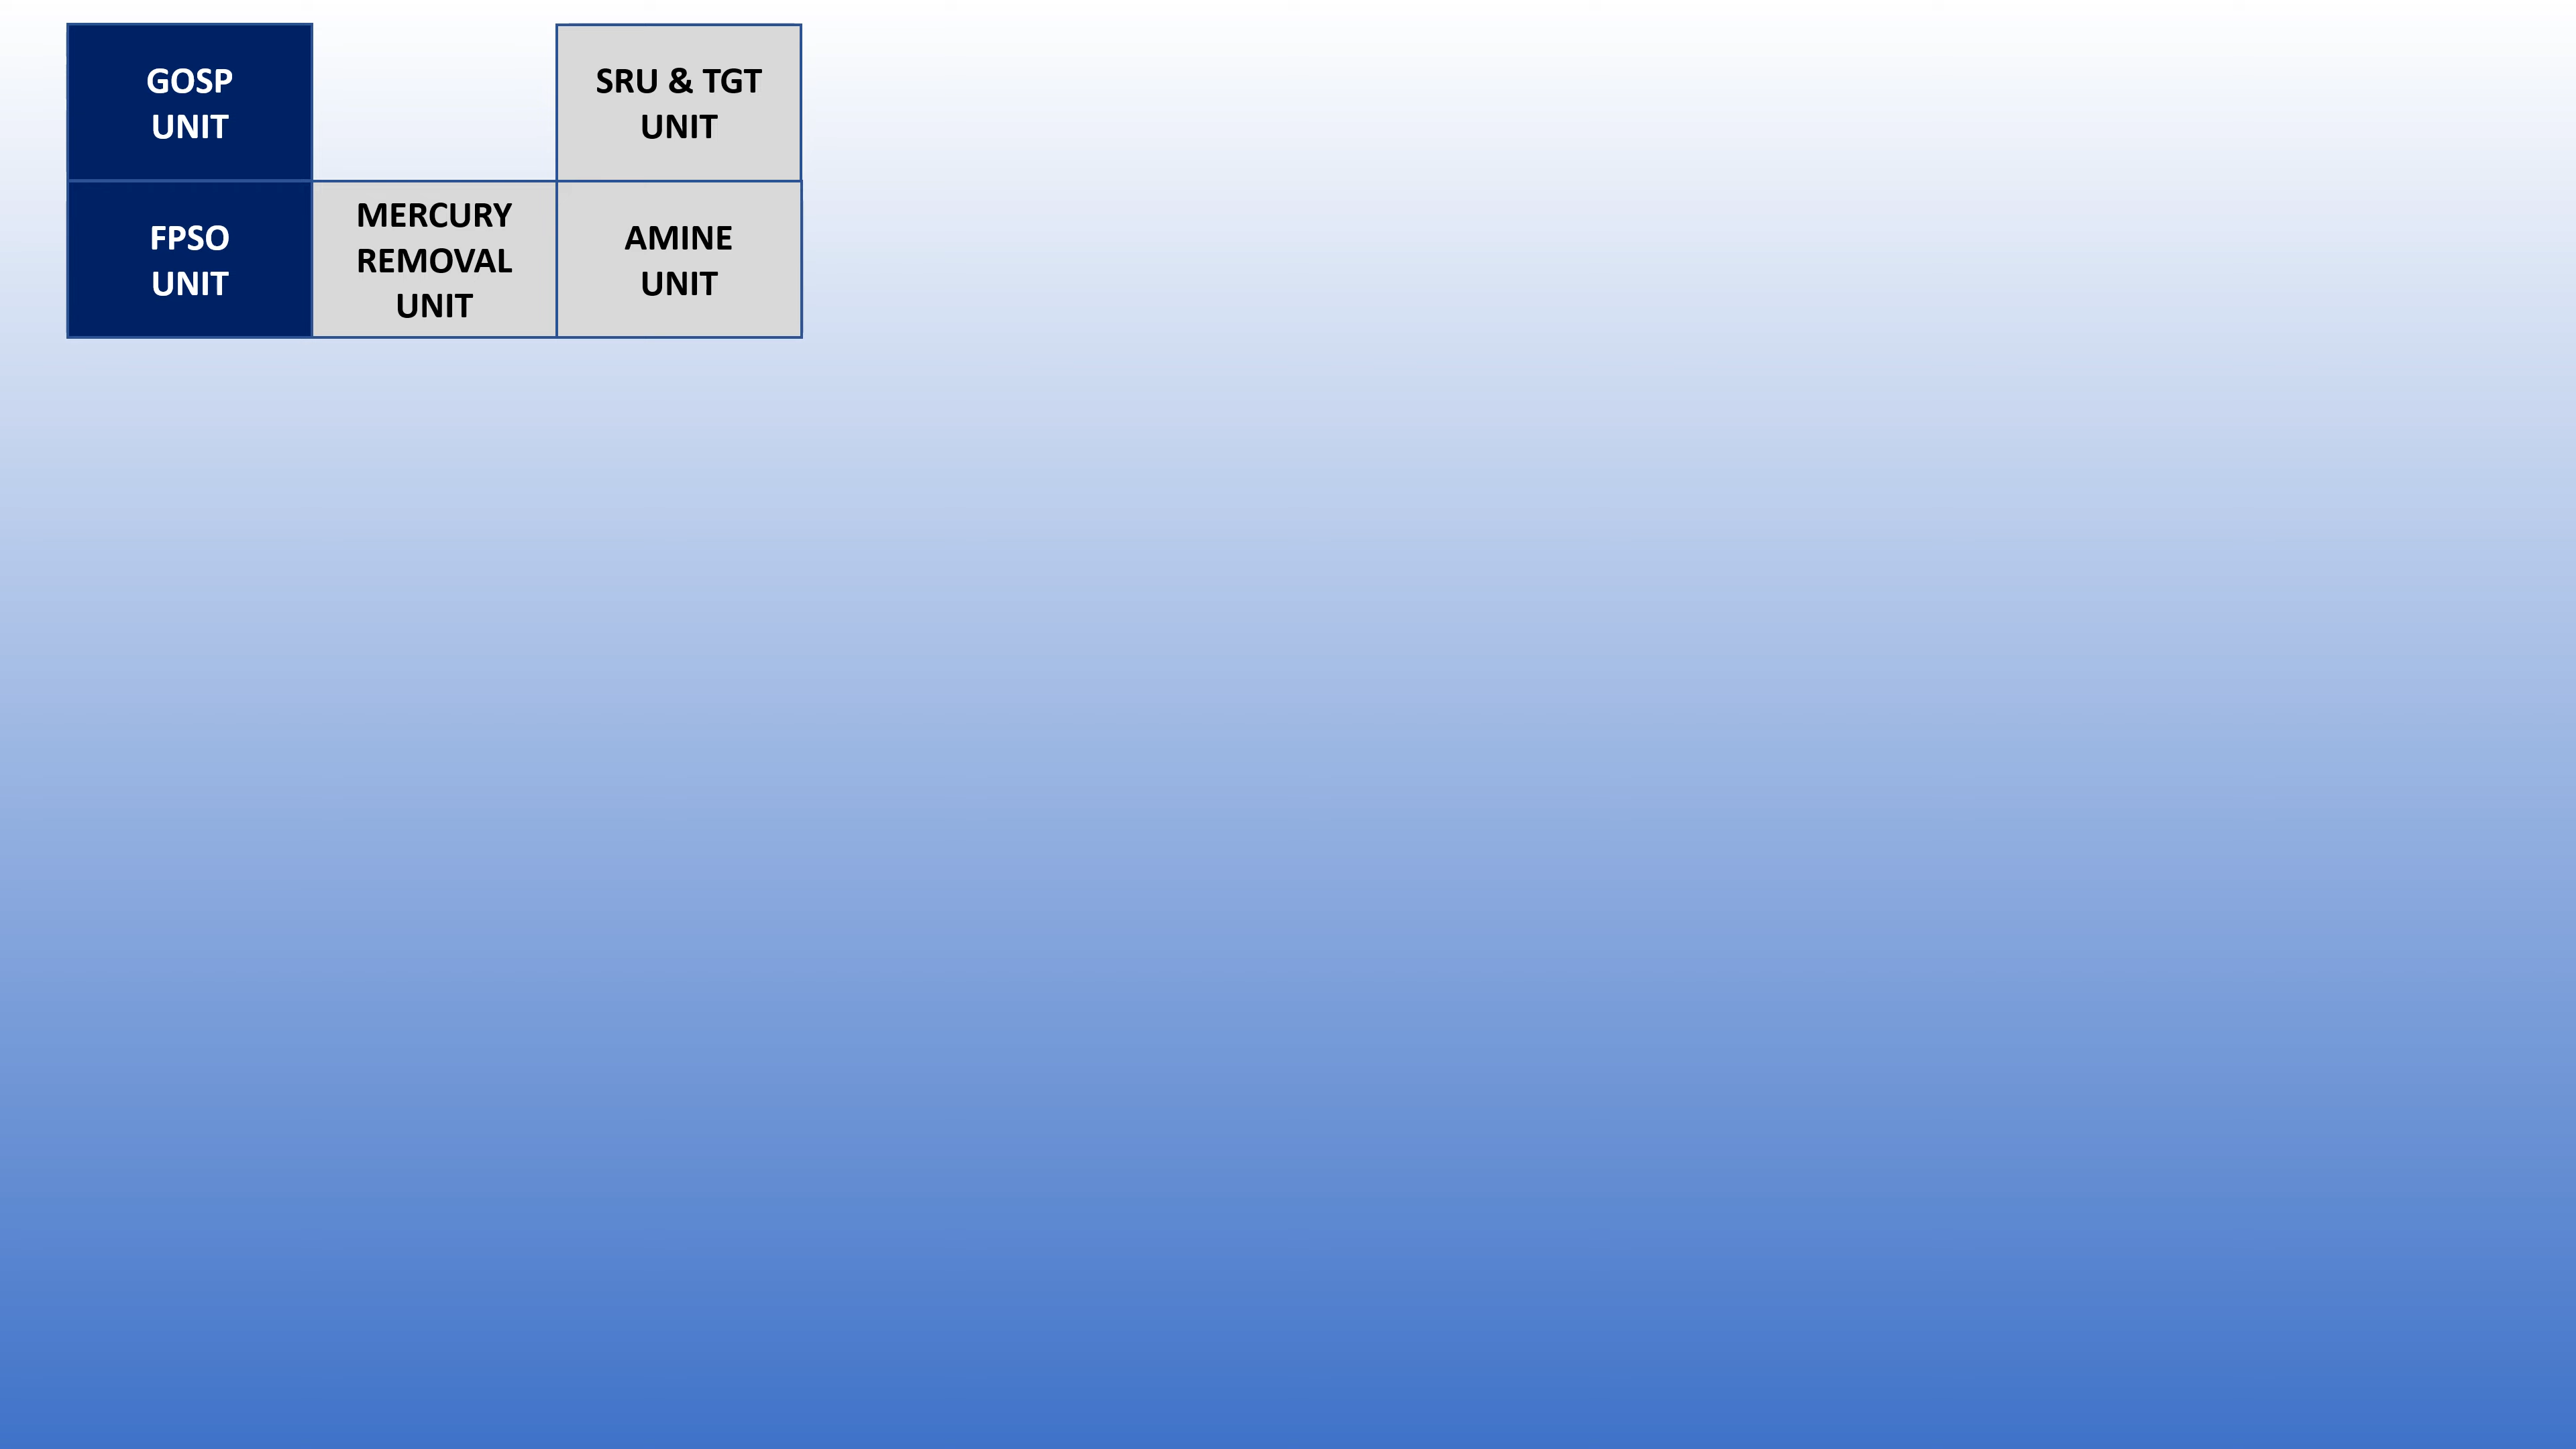 GOSP
UNIT
SRU & TGT
UNIT
FPSO
UNIT
MERCURY
REMOVAL
UNIT
AMINE
UNIT